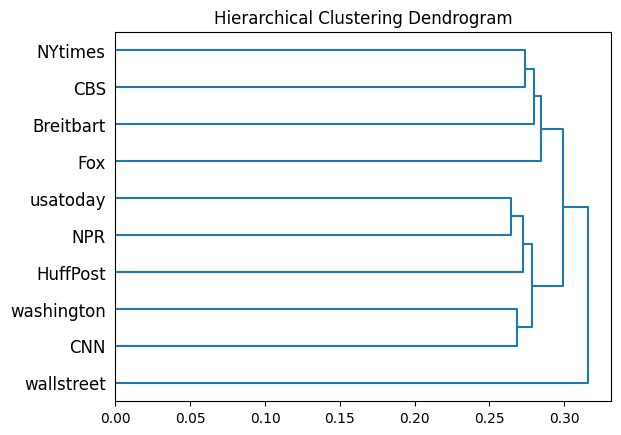 Hierarchical Clustering Dendrogram
NYtimes
CBS
Breitbart
Fox
usatoday
NPR
HuffPost
washington
CNN
wallstreet
0.00 0.05 0.10 0.15 0.20 0.25 0.30